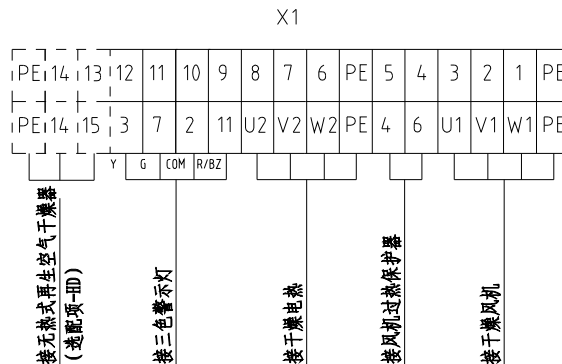 X1
PE 14 13 12 11 10 9 8 7 6 PE 5 4 3 2 1 PE
PE 14 15 3 7 2 11 U2 V2 W2 PE 4 6 U1 V1 W1 PE
Y G COM R/BZ
接无热式再生空气干燥器
(选配项-HD)
接三色警示灯
接干燥电热
接风机过热保护器
接干燥风机